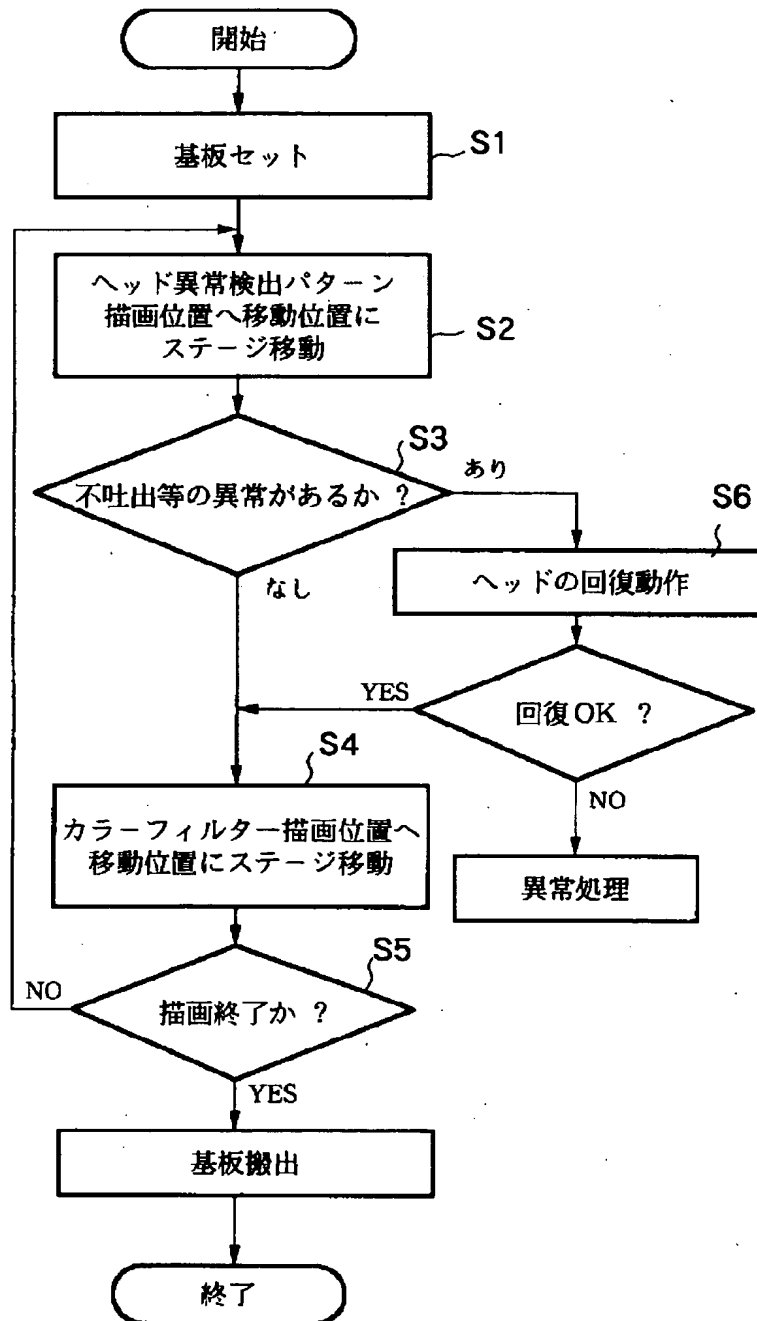 開始
基板セット
S1
ヘッド異常検出パターン
描画位置へ移動位置に
ステージ移動
S2
S3
不吐出等の異常があるか ?
あり
なし
S6
ヘッドの回復動作
回復OK ?
YES
NO
異常処理
S4
カラーフィルター描画位置へ
移動位置にステージ移動
S5
描画終了か ?
NO
YES
基板搬出
終了